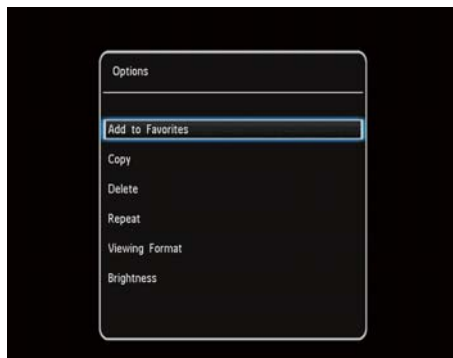 Options
Add to Favorites
Copy
Delete
Repeat
Viewing Format
Brightness